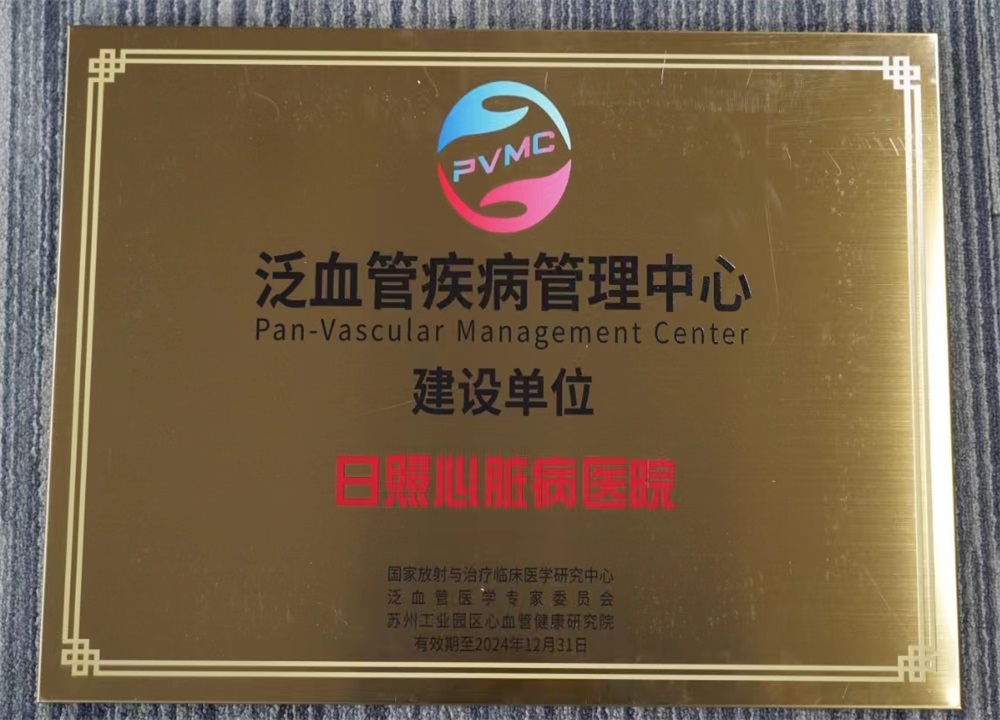 PVMC
泛血管疾病管理中心
Pan-Vascular Management Center
建设单位
日照心脏病医院
国家放射与治疗临床医学研究中心
泛血管医学专家委员会
苏州工业园区心血管健康研究院
有效期至2024年12月31日